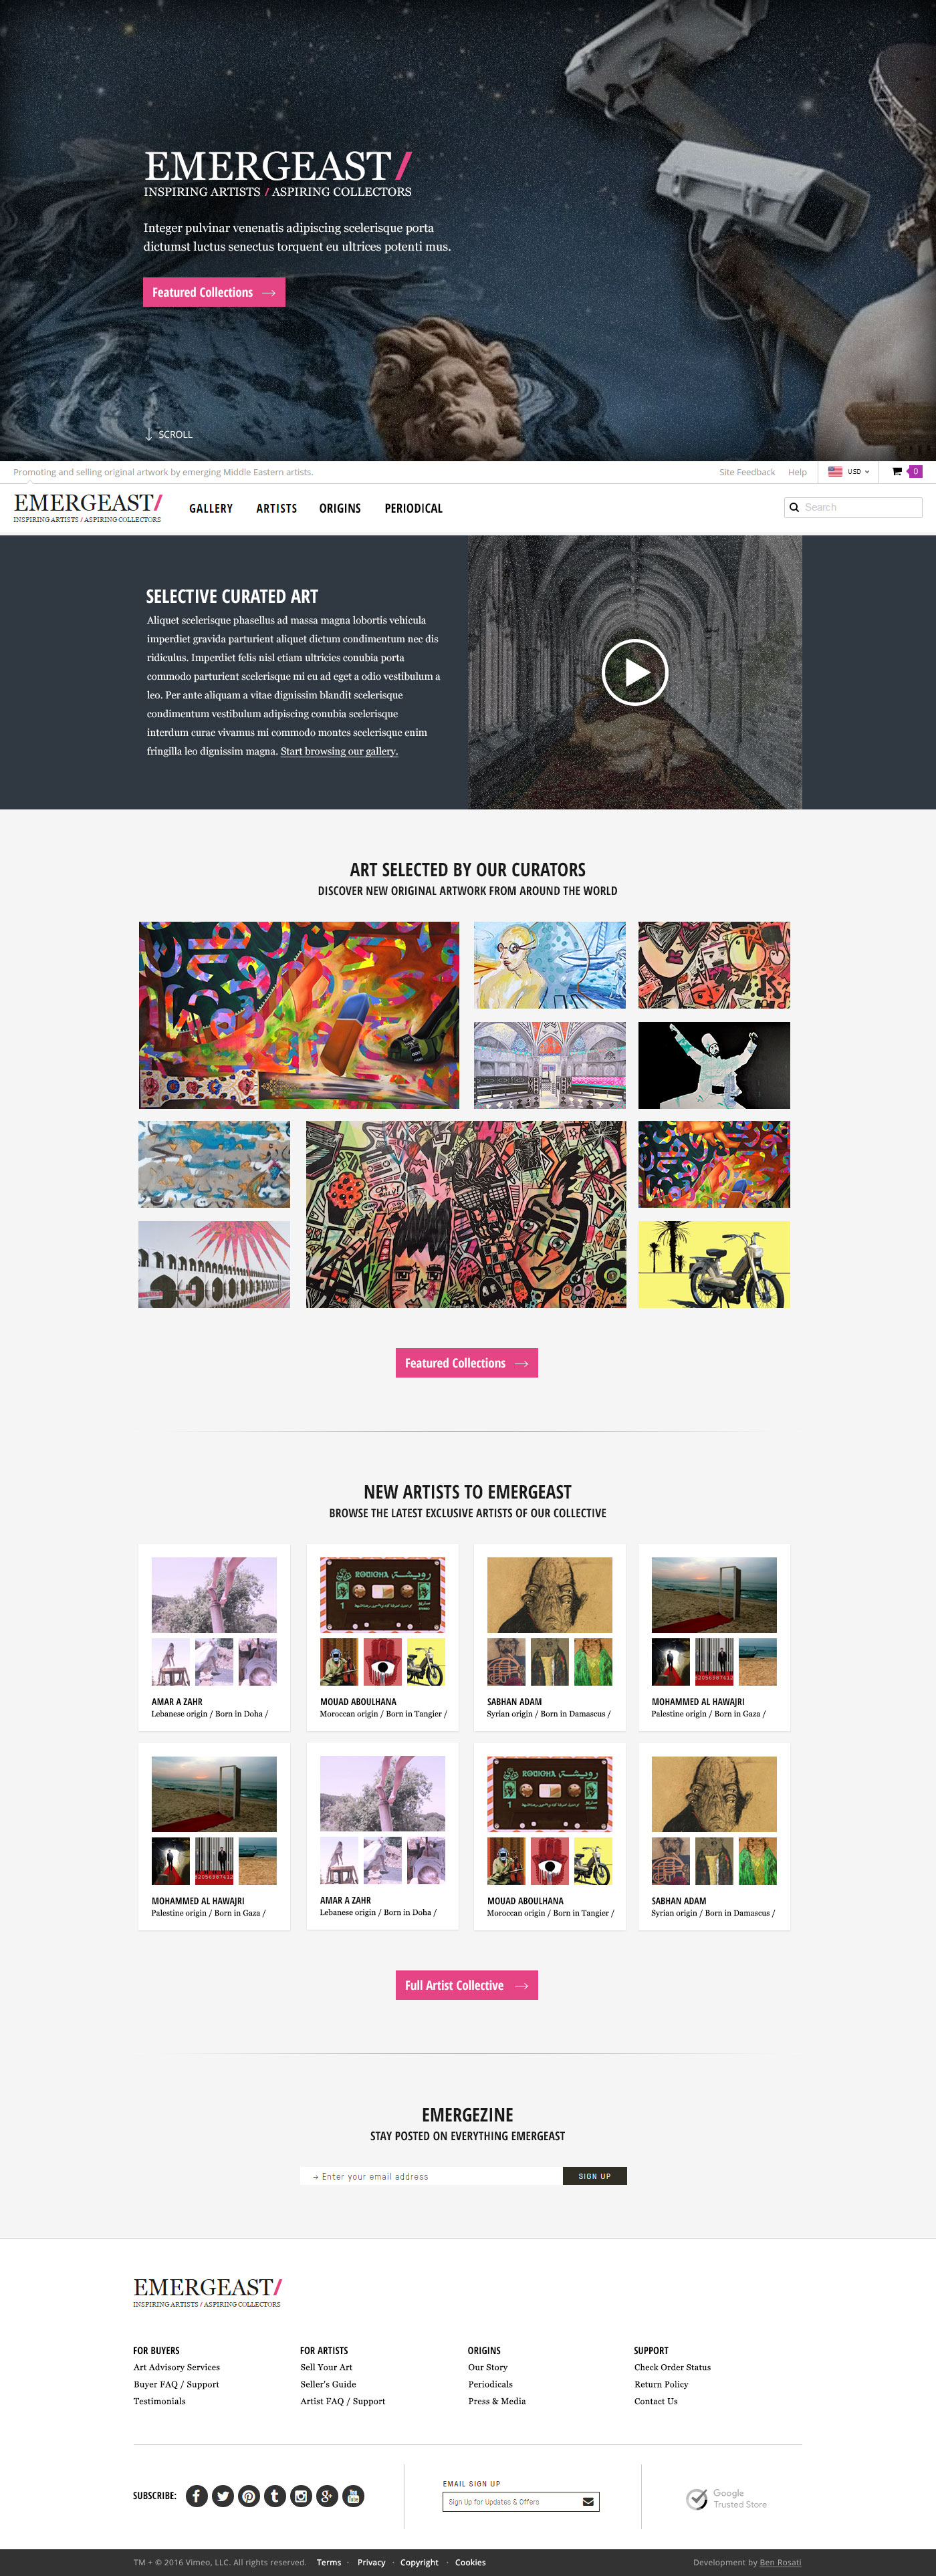 EMERGEAST/
INSPIRING ARTISTS / ASPIRING COLLECTORS
Integer pulvinar venenatis adipiscing scelerisque porta
dictumst luctus senectus torquent eu ultrices potenti mus.
Featured Collections →
↓ SCROLL
Promoting and selling original artwork by emerging Middle Eastern artists.
Site Feedback Help USD 0
EMERGEAST/
INSPIRING ARTISTS / ASPIRING COLLECTORS
GALLERY ARTISTS ORIGINS PERIODICAL
Search
SELECTIVE CURATED ART
Aliquet scelerisque phasellus ad massa magna lobortis vehicula
imperdiet gravida parturient aliquet dictum condimentum nec dis
ridiculus. Imperdiet felis nisl etiam ultricies conubia porta
commodo parturient scelerisque mi eu ad eget a odio vestibulum a
leo. Per ante aliquam a vitae dignissim blandit scelerisque
condimentum vestibulum adipiscing conubia scelerisque
interdum curae vivamus mi commodo montes scelerisque enim
fringilla leo dignissim magna. Start browsing our gallery.
ART SELECTED BY OUR CURATORS
DISCOVER NEW ORIGINAL ARTWORK FROM AROUND THE WORLD
Featured Collections →
NEW ARTISTS TO EMERGEAST
BROWSE THE LATEST EXCLUSIVE ARTISTS OF OUR COLLECTIVE
ROUICHA رويشة
1
AMAR A ZAHR
Lebanese origin / Born in Doha /
MOUAD ABOULHANA
Moroccan origin / Born in Tangier /
SABHAN ADAM
Syrian origin / Born in Damascus /
MOHAMMED AL HAWAJRI
Palestine origin / Born in Gaza /
ROUICHA رويشة
1
MOHAMMED AL HAWAJRI
Palestine origin / Born in Gaza /
AMAR A ZAHR
Lebanese origin / Born in Doha /
MOUAD ABOULHANA
Moroccan origin / Born in Tangier /
SABHAN ADAM
Syrian origin / Born in Damascus /
Full Artist Collective →
EMERGEZINE
STAY POSTED ON EVERYTHING EMERGEAST
→ Enter your email address
SIGN UP
EMERGEAST/
INSPIRING ARTISTS / ASPIRING COLLECTORS
FOR BUYERS
Art Advisory Services
Buyer FAQ / Support
Testimonials
FOR ARTISTS
Sell Your Art
Seller's Guide
Artist FAQ / Support
ORIGINS
Our Story
Periodicals
Press & Media
SUPPORT
Check Order Status
Return Policy
Contact Us
SUBSCRIBE:
EMAIL SIGN UP
Sign Up for Updates & Offers
Google
Trusted Store
TM + © 2016 Vimeo, LLC. All rights reserved. Terms · Privacy · Copyright · Cookies
Development by Ben Rosati